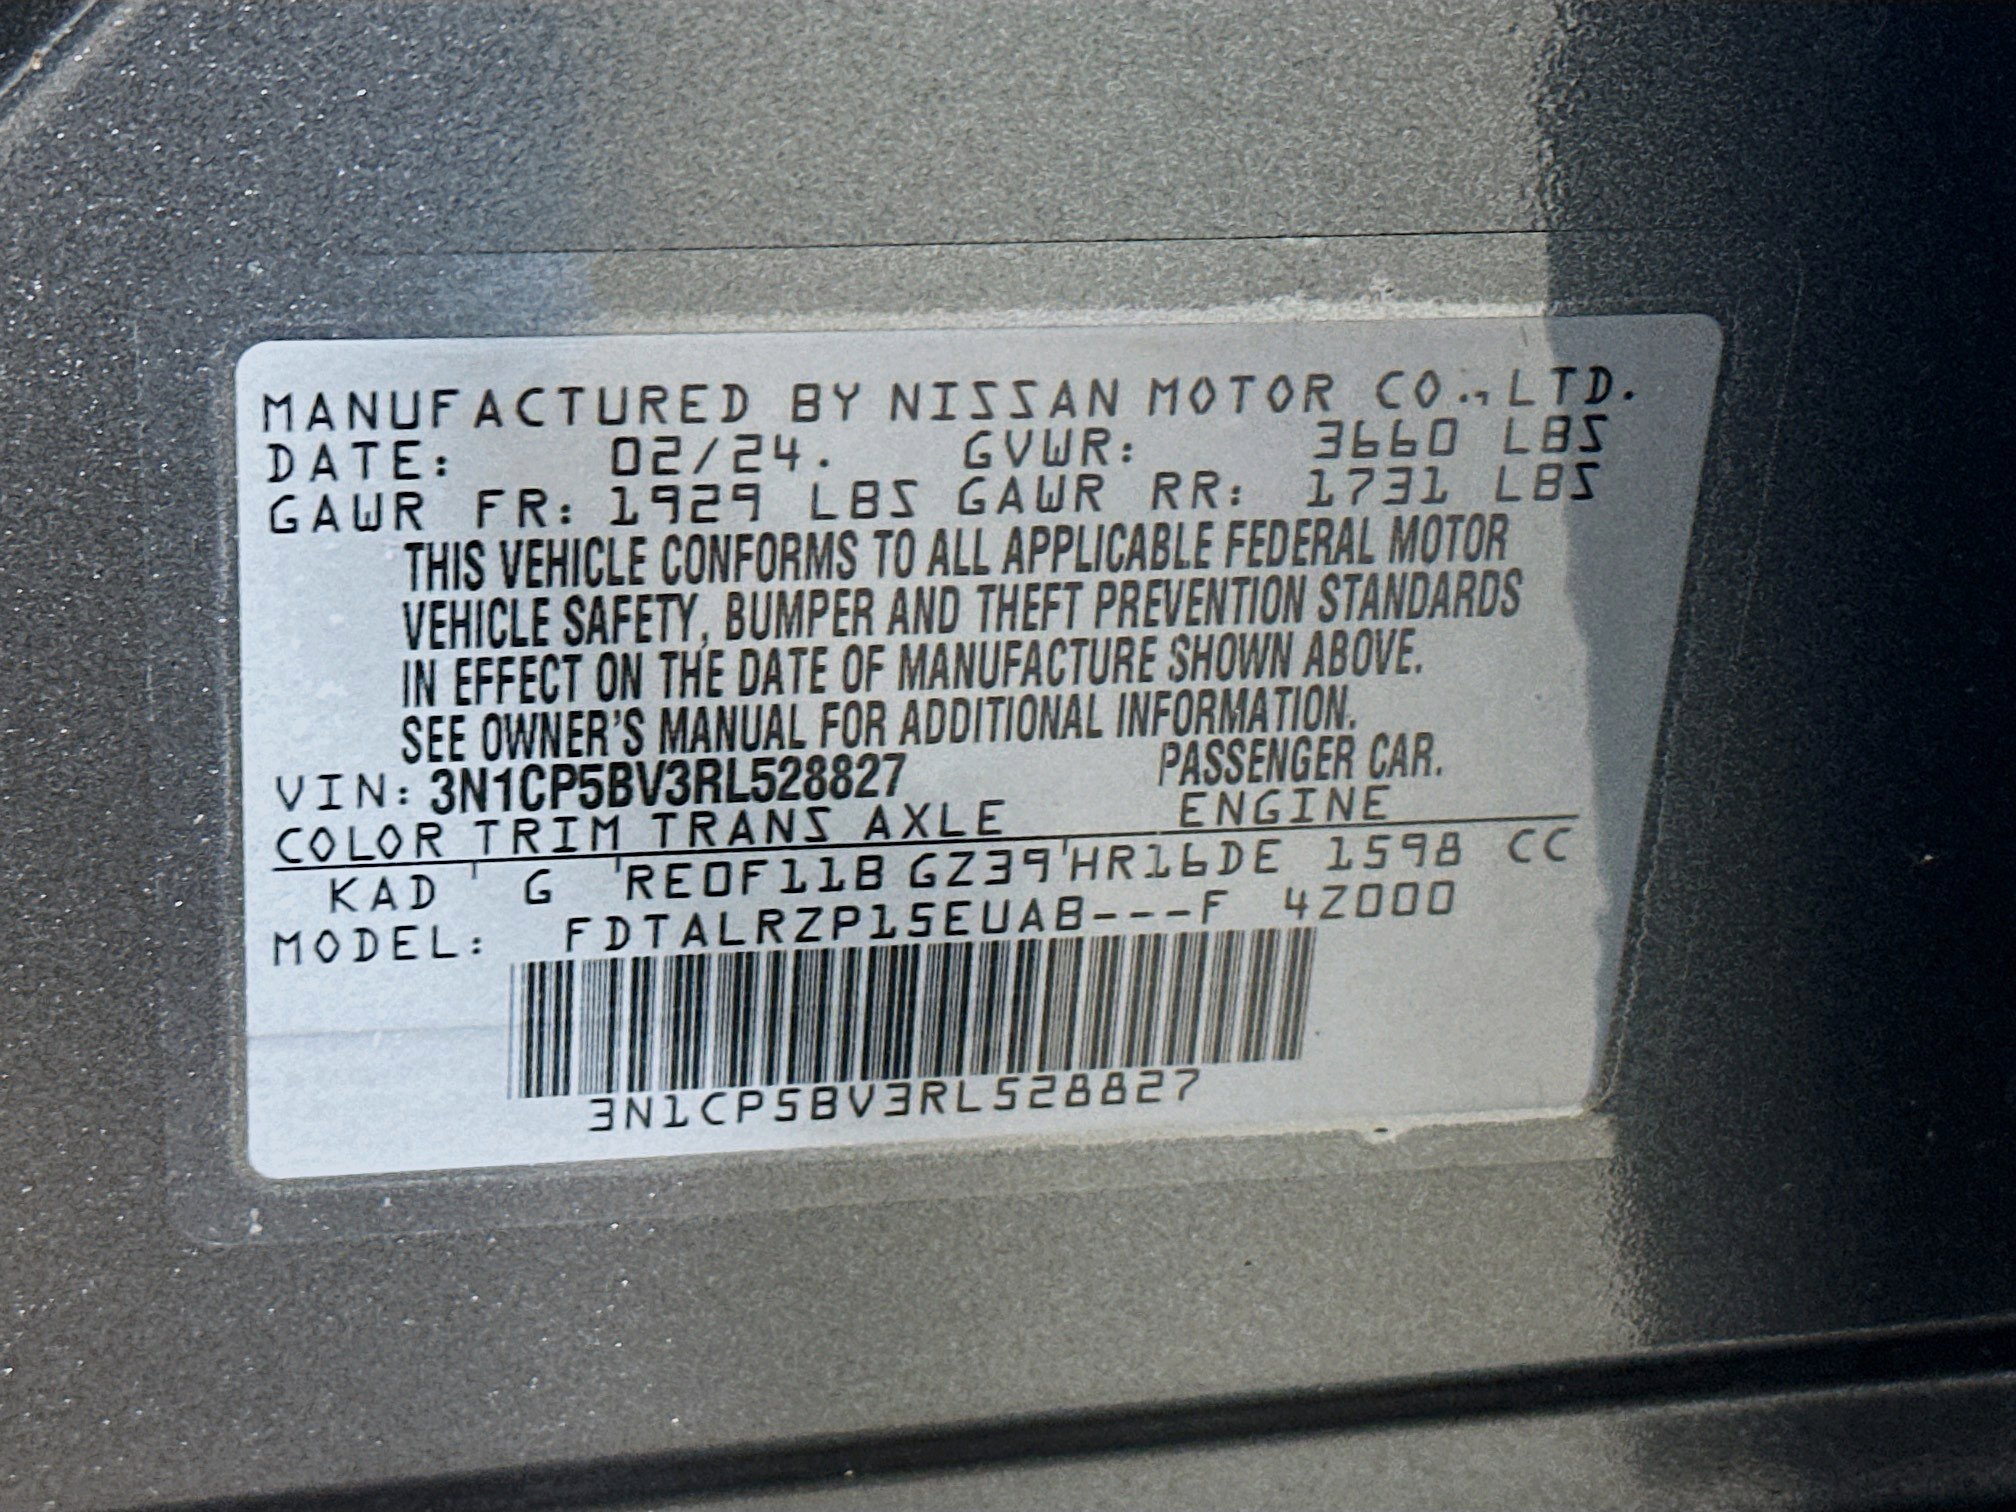 MANUFACTURED BY NISSAN MOTOR CO., LTD.
DATE: 02/24. GVWR: 3660 LBS
GAWR FR: 1929 LBS GAWR RR: 1731 LBS
THIS VEHICLE CONFORMS TO ALL APPLICABLE FEDERAL MOTOR
VEHICLE SAFETY, BUMPER AND THEFT PREVENTION STANDARDS
IN EFFECT ON THE DATE OF MANUFACTURE SHOWN ABOVE.
SEE OWNER'S MANUAL FOR ADDITIONAL INFORMATION.
VIN: 3N1CP5BV3RL528827 PASSENGER CAR.
COLOR TRIM TRANS AXLE ENGINE
KAD G RE0F11B GZ39 HR16DE 1598 CC
MODEL: FDTALRZP15EUAB---F 4Z000
3N1CP5BV3RL528827